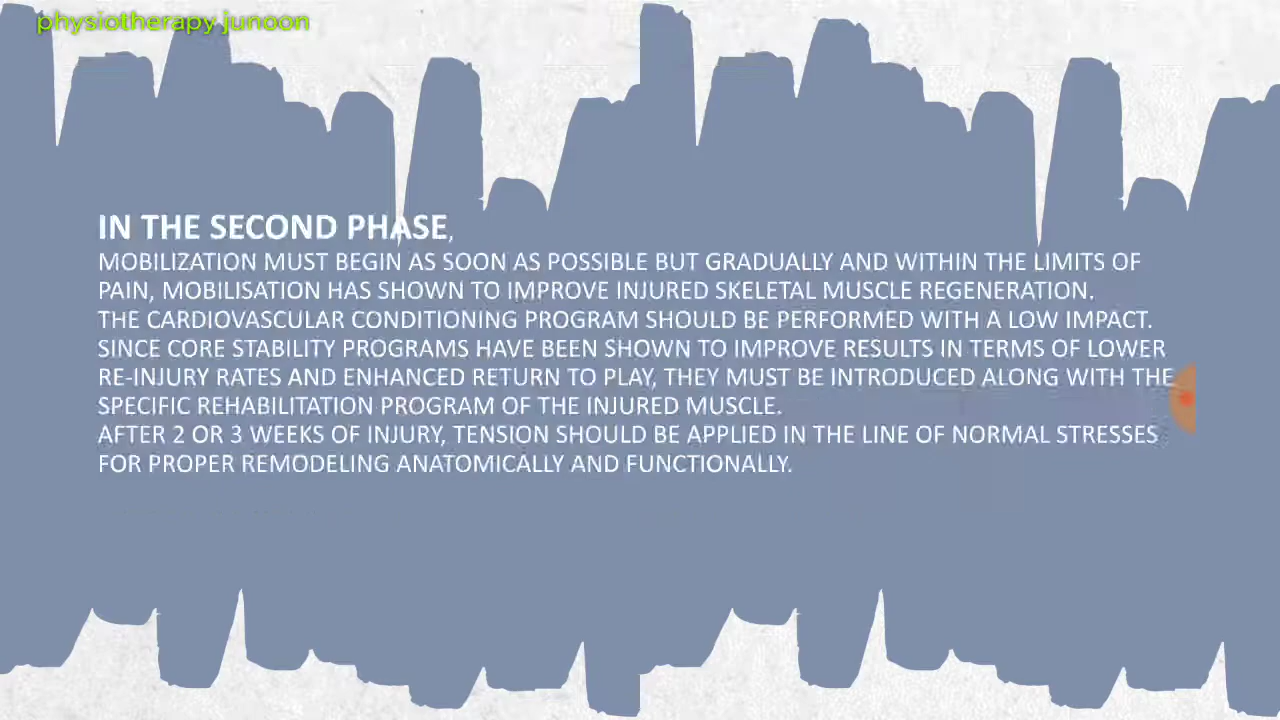 physiotherapy junoon
IN THE SECOND PHASE,
MOBILIZATION MUST BEGIN AS SOON AS POSSIBLE BUT GRADUALLY AND WITHIN THE LIMITS OF
PAIN, MOBILISATION HAS SHOWN TO IMPROVE INJURED SKELETAL MUSCLE REGENERATION.
THE CARDIOVASCULAR CONDITIONING PROGRAM SHOULD BE PERFORMED WITH A LOW IMPACT.
SINCE CORE STABILITY PROGRAMS HAVE BEEN SHOWN TO IMPROVE RESULTS IN TERMS OF LOWER
RE-INJURY RATES AND ENHANCED RETURN TO PLAY, THEY MUST BE INTRODUCED ALONG WITH THE
SPECIFIC REHABILITATION PROGRAM OF THE INJURED MUSCLE.
AFTER 2 OR 3 WEEKS OF INJURY, TENSION SHOULD BE APPLIED IN THE LINE OF NORMAL STRESSES
FOR PROPER REMODELING ANATOMICALLY AND FUNCTIONALLY.